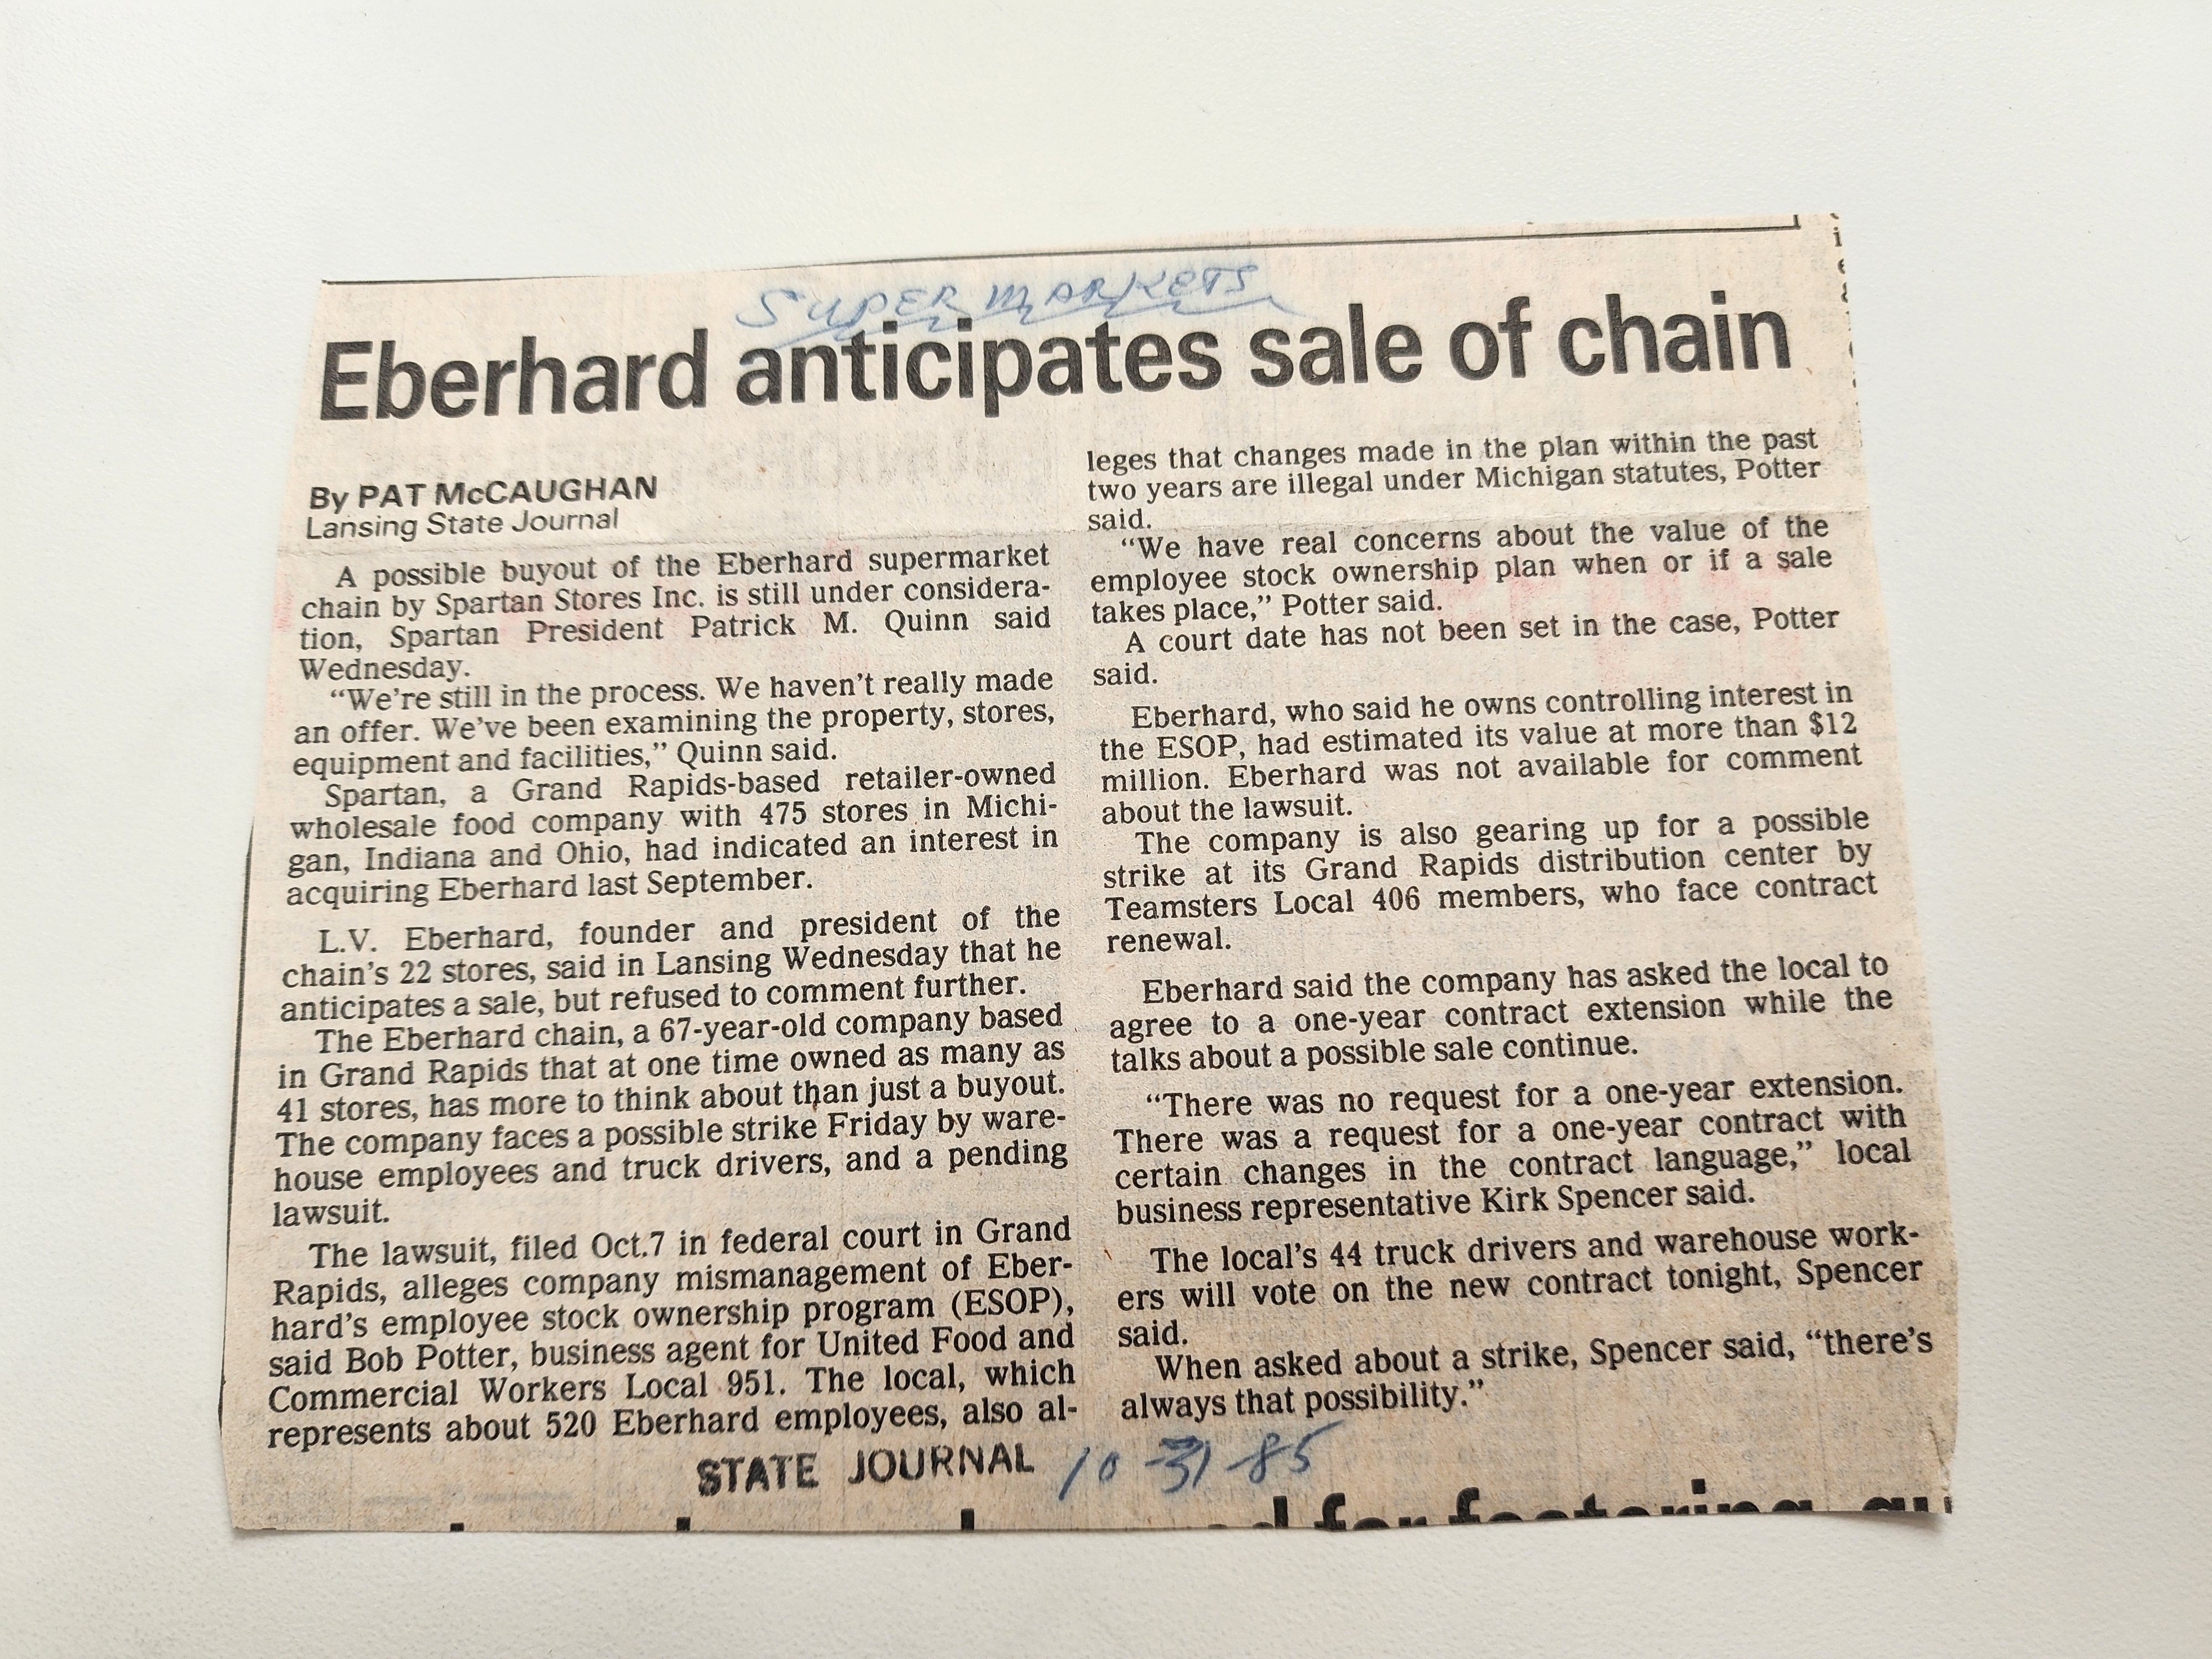 SUPER MARKETS
Eberhard anticipates sale of chain
By PAT McCAUGHAN
Lansing State Journal
A possible buyout of the Eberhard supermarket
chain by Spartan Stores Inc. is still under considera-
tion, Spartan President Patrick M. Quinn said
Wednesday.
“We’re still in the process. We haven’t really made
an offer. We’ve been examining the property, stores,
equipment and facilities,” Quinn said.
Spartan, a Grand Rapids-based retailer-owned
wholesale food company with 475 stores in Michi-
gan, Indiana and Ohio, had indicated an interest in
acquiring Eberhard last September.
L.V. Eberhard, founder and president of the
chain’s 22 stores, said in Lansing Wednesday that he
anticipates a sale, but refused to comment further.
The Eberhard chain, a 67-year-old company based
in Grand Rapids that at one time owned as many as
41 stores, has more to think about than just a buyout.
The company faces a possible strike Friday by ware-
house employees and truck drivers, and a pending
lawsuit.
The lawsuit, filed Oct.7 in federal court in Grand
Rapids, alleges company mismanagement of Eber-
hard’s employee stock ownership program (ESOP),
said Bob Potter, business agent for United Food and
Commercial Workers Local 951. The local, which
represents about 520 Eberhard employees, also al-
leges that changes made in the plan within the past
two years are illegal under Michigan statutes, Potter
said.
“We have real concerns about the value of the
employee stock ownership plan when or if a sale
takes place,” Potter said.
A court date has not been set in the case, Potter
said.
Eberhard, who said he owns controlling interest in
the ESOP, had estimated its value at more than $12
million. Eberhard was not available for comment
about the lawsuit.
The company is also gearing up for a possible
strike at its Grand Rapids distribution center by
Teamsters Local 406 members, who face contract
renewal.
Eberhard said the company has asked the local to
agree to a one-year contract extension while the
talks about a possible sale continue.
“There was no request for a one-year extension.
There was a request for a one-year contract with
certain changes in the contract language,” local
business representative Kirk Spencer said.
The local’s 44 truck drivers and warehouse work-
ers will vote on the new contract tonight, Spencer
said.
When asked about a strike, Spencer said, “there’s
always that possibility.”
STATE JOURNAL 10-31-85
for fostering